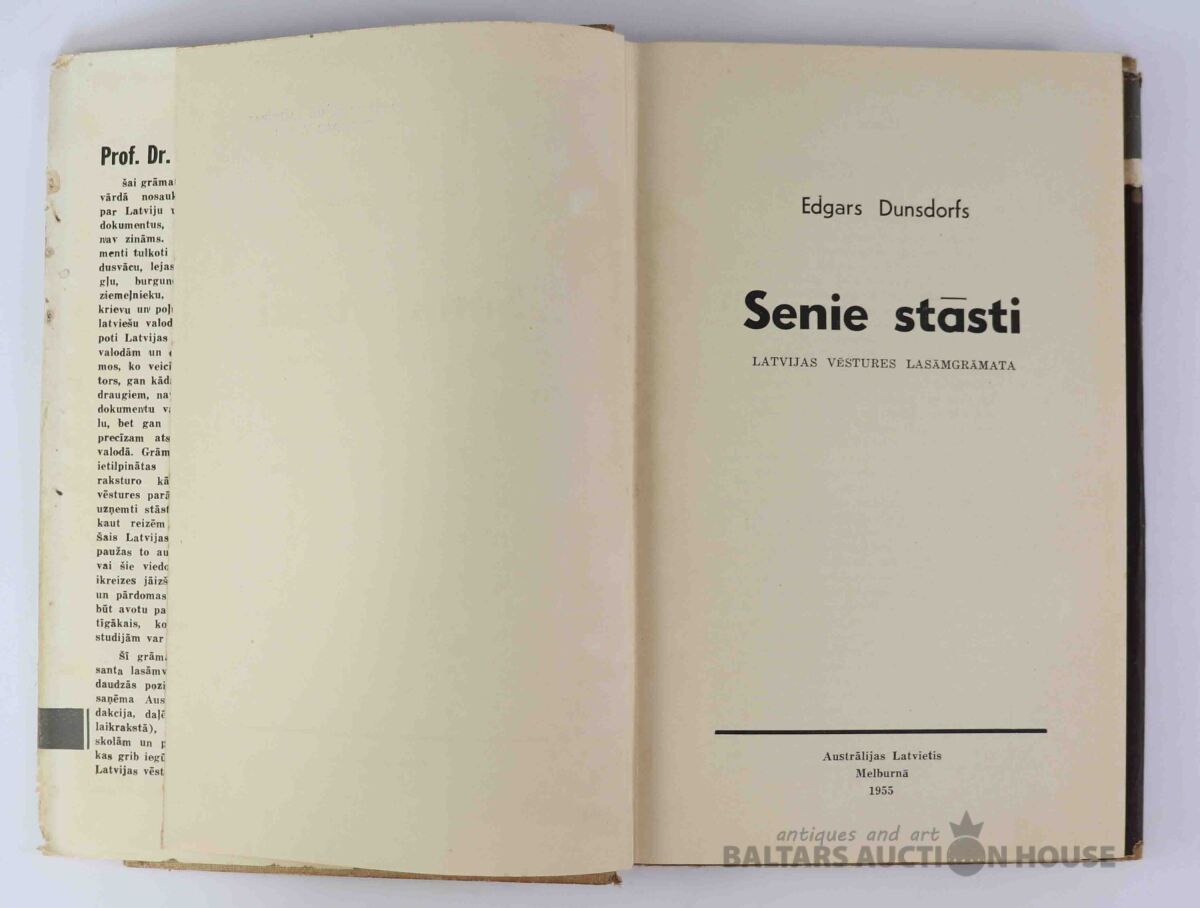 Prof. Dr.
šai grāma
vārdā nosauk
par Latviju
dokumentus,
nav zināms.
menti tulkoti
dusvācu, lejas
gļu, burgun
ziemeļnieku,
krievu un poļ
latviešu valod
poti Latvijas
valodām un
mos, ko veici
tors, gan kād
draugiem, na
dokumentu v
lu, bet gan
precīzam ats
valodā. Grām
ietilpinātas
raksturo kā
vēstures parā
uzņemti stāst
kaut reizēm
šais Latvijas
paužas to au
vai šie viedo
ikreizes jāizš
un pārdomas
būt avotu pa
tīgākais, ko
studijām var
Šī grām
santa lasāmv
daudzās pozi
saņēma Aus
dakcija, daļē
laikrakstā),
skolām un p
kas grib iegū
Latvijas vēst
Edgars Dunsdorfs
Senie stāsti
LATVIJAS VĒSTURES LASĀMGRĀMATA
Austrālijas Latvietis
Melburnā
1955
antiques and art
BALTARS AUCTION HOUSE